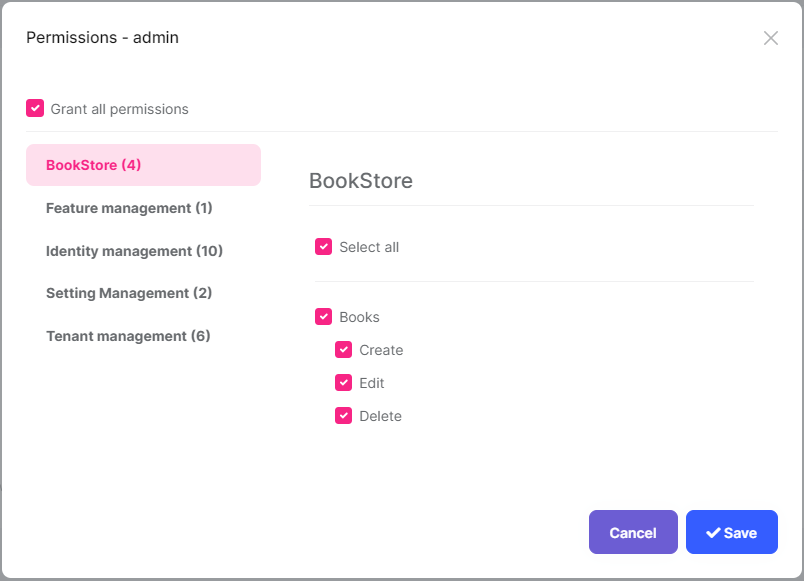 Permissions - admin
Grant all permissions
BookStore (4)
Feature management (1)
Identity management (10)
Setting Management (2)
Tenant management (6)
BookStore
Select all
Books
Create
Edit
Delete
Cancel
Save